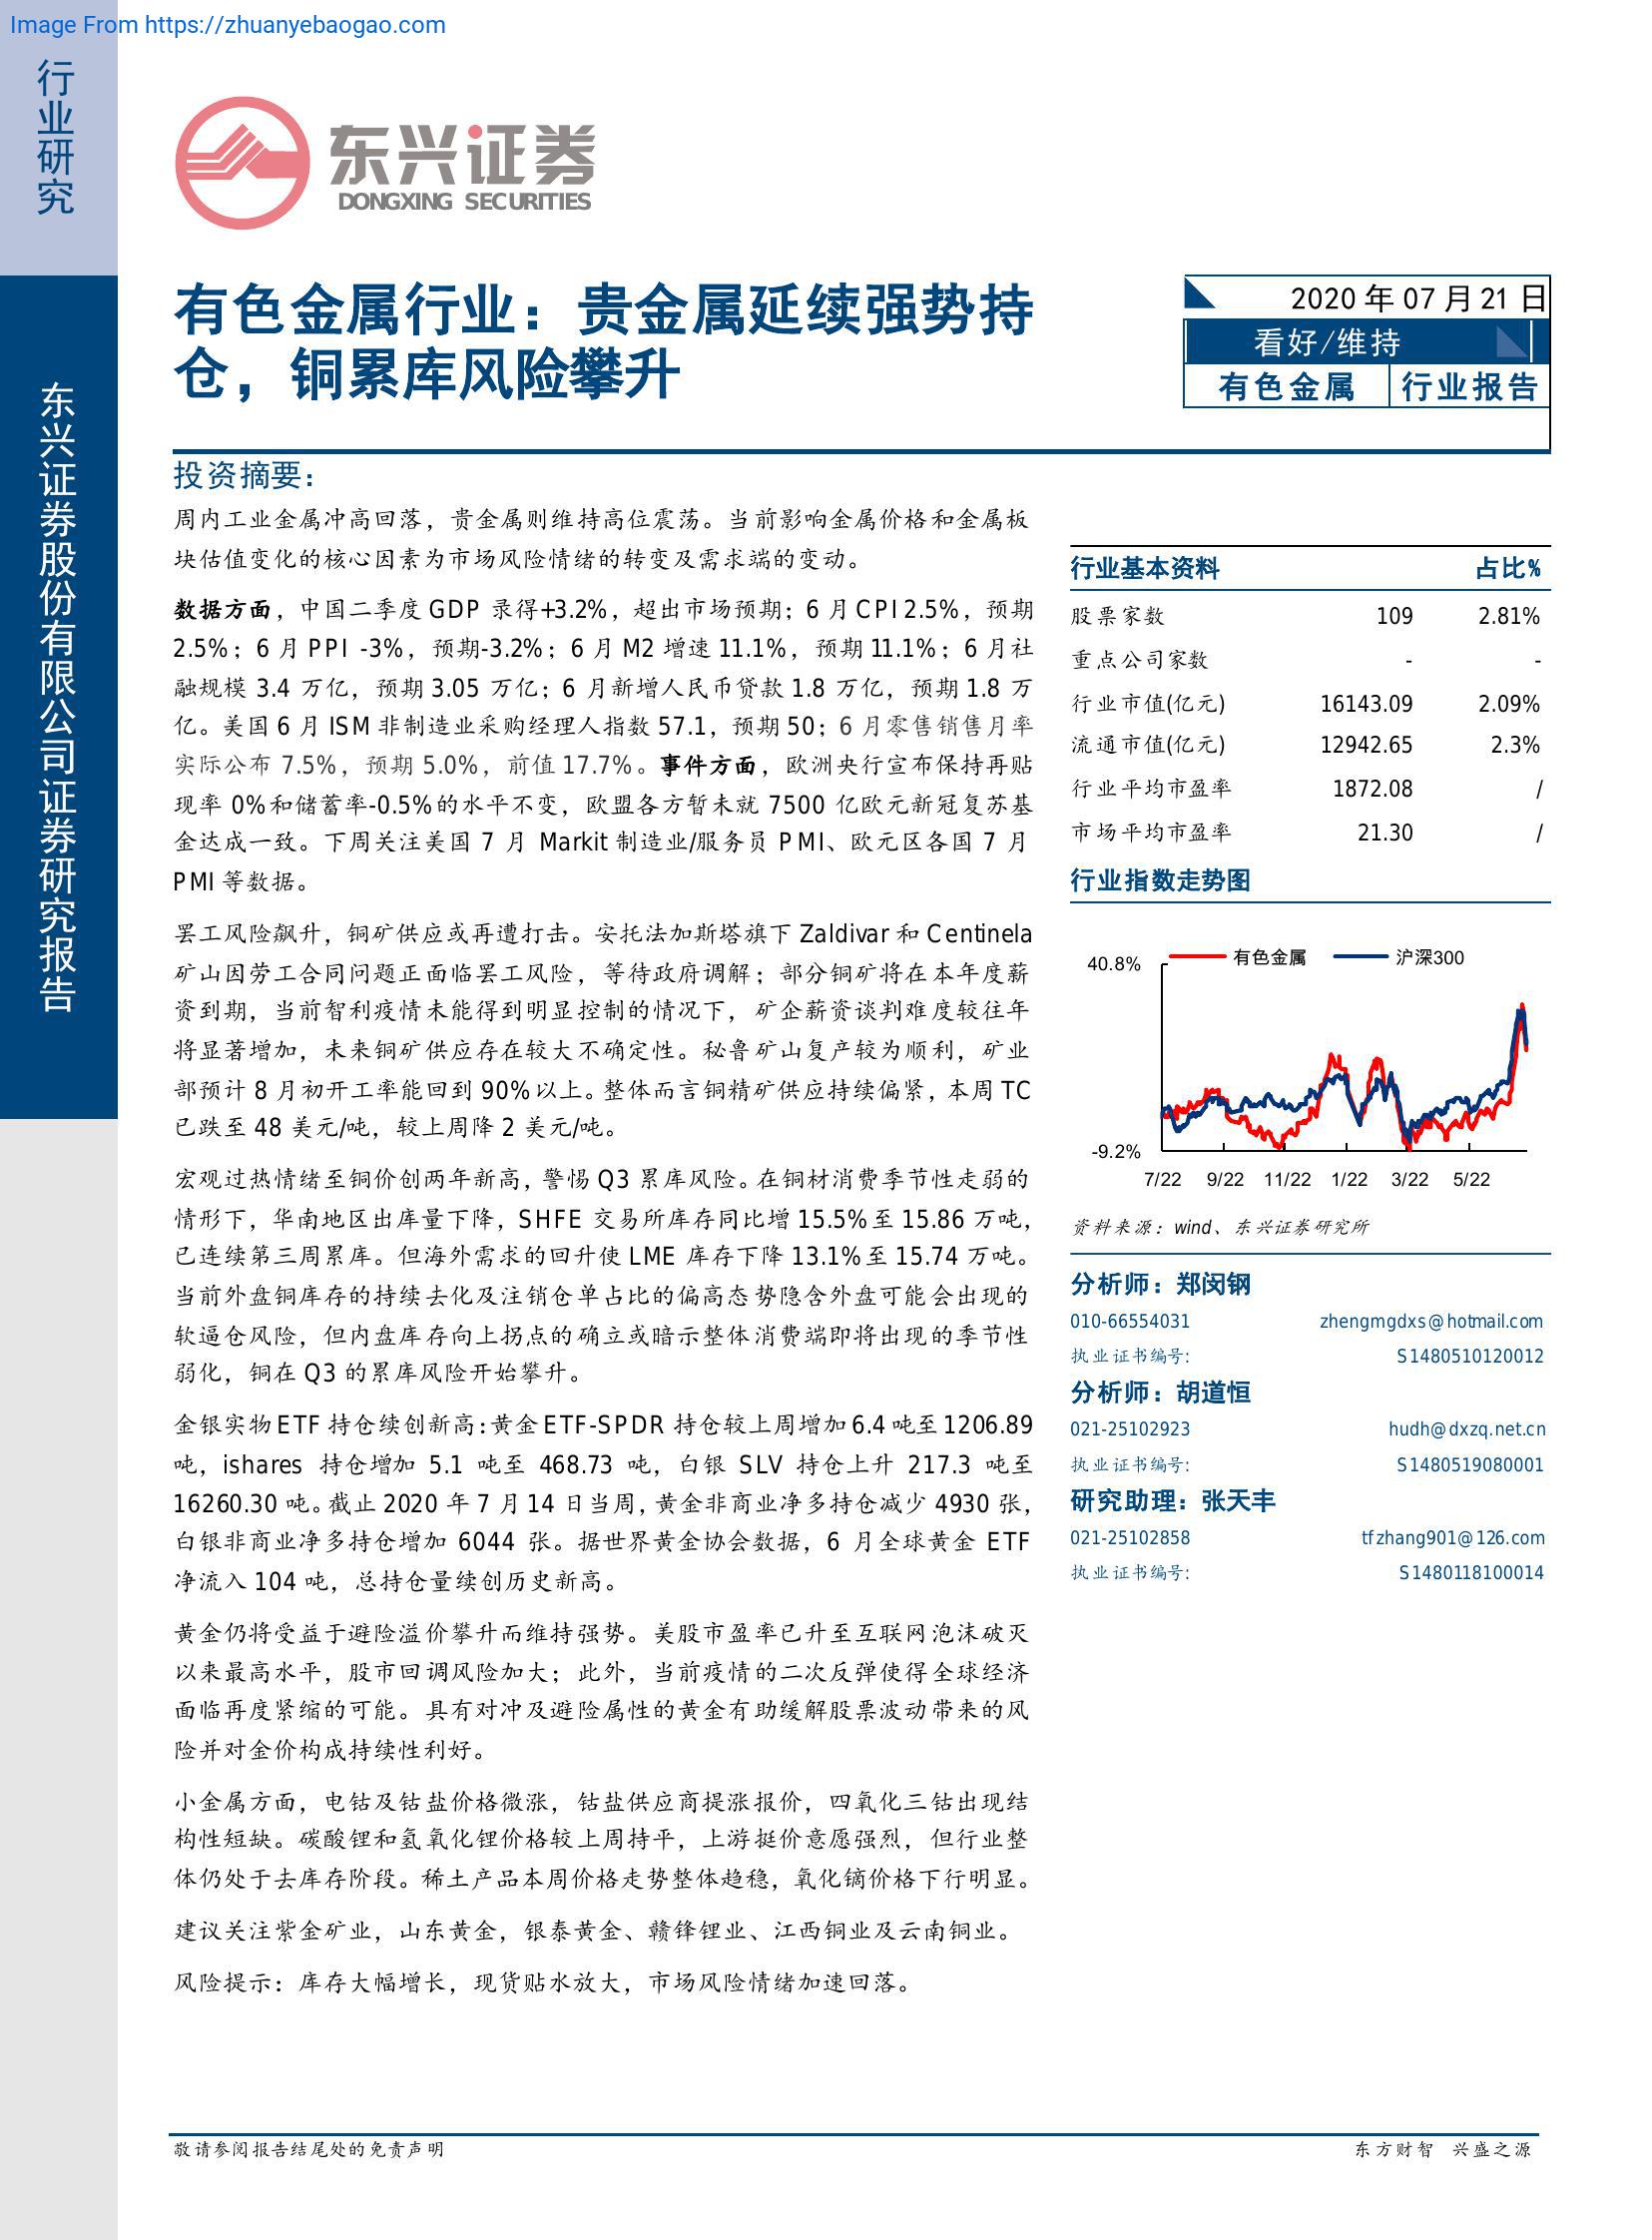 Image From https://zhuanyebaogao.com
行业研究
东兴证券股份有限公司证券研究报告
东兴证券
DONGXING SECURITIES
有色金属行业：贵金属延续强势持
仓，铜累库风险攀升
2020 年 07 月 21 日
看好/维持
有色金属 行业报告
投资摘要：
周内工业金属冲高回落，贵金属则维持高位震荡。当前影响金属价格和金属板
块估值变化的核心因素为市场风险情绪的转变及需求端的变动。
数据方面，中国二季度 GDP 录得+3.2%，超出市场预期；6 月 CPI 2.5%，预期
2.5%；6 月 PPI -3%，预期-3.2%；6 月 M2 增速 11.1%，预期 11.1%；6 月社
融规模 3.4 万亿，预期 3.05 万亿；6 月新增人民币贷款 1.8 万亿，预期 1.8 万
亿。美国 6 月 ISM 非制造业采购经理人指数 57.1，预期 50；6 月零售销售月率
实际公布 7.5%，预期 5.0%，前值 17.7%。事件方面，欧洲央行宣布保持再贴
现率 0%和储蓄率-0.5%的水平不变，欧盟各方暂未就 7500 亿欧元新冠复苏基
金达成一致。下周关注美国 7 月 Markit 制造业/服务员 PMI、欧元区各国 7 月
PMI 等数据。
罢工风险飙升，铜矿供应或再遭打击。安托法加斯塔旗下 Zaldivar 和 Centinela
矿山因劳工合同问题正面临罢工风险，等待政府调解；部分铜矿将在本年度薪
资到期，当前智利疫情未能得到明显控制的情况下，矿企薪资谈判难度较往年
将显著增加，未来铜矿供应存在较大不确定性。秘鲁矿山复产较为顺利，矿业
部预计 8 月初开工率能回到 90%以上。整体而言铜精矿供应持续偏紧，本周 TC
已跌至 48 美元/吨，较上周降 2 美元/吨。
宏观过热情绪至铜价创两年新高，警惕 Q3 累库风险。在铜材消费季节性走弱的
情形下，华南地区出库量下降，SHFE 交易所库存同比增 15.5%至 15.86 万吨，
已连续第三周累库。但海外需求的回升使 LME 库存下降 13.1%至 15.74 万吨。
当前外盘铜库存的持续去化及注销仓单占比的偏高态势隐含外盘可能会出现的
软逼仓风险，但内盘库存向上拐点的确立或暗示整体消费端即将出现的季节性
弱化，铜在 Q3 的累库风险开始攀升。
金银实物 ETF 持仓续创新高：黄金 ETF-SPDR 持仓较上周增加 6.4 吨至 1206.89
吨，ishares 持仓增加 5.1 吨至 468.73 吨，白银 SLV 持仓上升 217.3 吨至
16260.30 吨。截止 2020 年 7 月 14 日当周，黄金非商业净多持仓减少 4930 张，
白银非商业净多持仓增加 6044 张。据世界黄金协会数据，6 月全球黄金 ETF
净流入 104 吨，总持仓量续创历史新高。
黄金仍将受益于避险溢价攀升而维持强势。美股市盈率已升至互联网泡沫破灭
以来最高水平，股市回调风险加大；此外，当前疫情的二次反弹使得全球经济
面临再度紧缩的可能。具有对冲及避险属性的黄金有助缓解股票波动带来的风
险并对金价构成持续性利好。
小金属方面，电钴及钴盐价格微涨，钴盐供应商提涨报价，四氧化三钴出现结
构性短缺。碳酸锂和氢氧化锂价格较上周持平，上游挺价意愿强烈，但行业整
体仍处于去库存阶段。稀土产品本周价格走势整体趋稳，氧化镝价格下行明显。
建议关注紫金矿业，山东黄金，银泰黄金、赣锋锂业、江西铜业及云南铜业。
风险提示：库存大幅增长，现货贴水放大，市场风险情绪加速回落。
行业基本资料 占比%
股票家数 109 2.81%
重点公司家数 - -
行业市值(亿元) 16143.09 2.09%
流通市值(亿元) 12942.65 2.3%
行业平均市盈率 1872.08 /
市场平均市盈率 21.30 /
行业指数走势图
有色金属 沪深300
40.8%
-9.2%
7/22 9/22 11/22 1/22 3/22 5/22
资料来源：wind、东兴证券研究所
分析师：郑闵钢
010-66554031 zhengmgdxs@hotmail.com
执业证书编号: S1480510120012
分析师：胡道恒
021-25102923 hudh@dxzq.net.cn
执业证书编号: S1480519080001
研究助理：张天丰
021-25102858 tfzhang901@126.com
执业证书编号: S1480118100014
敬请参阅报告结尾处的免责声明
东方财智 兴盛之源